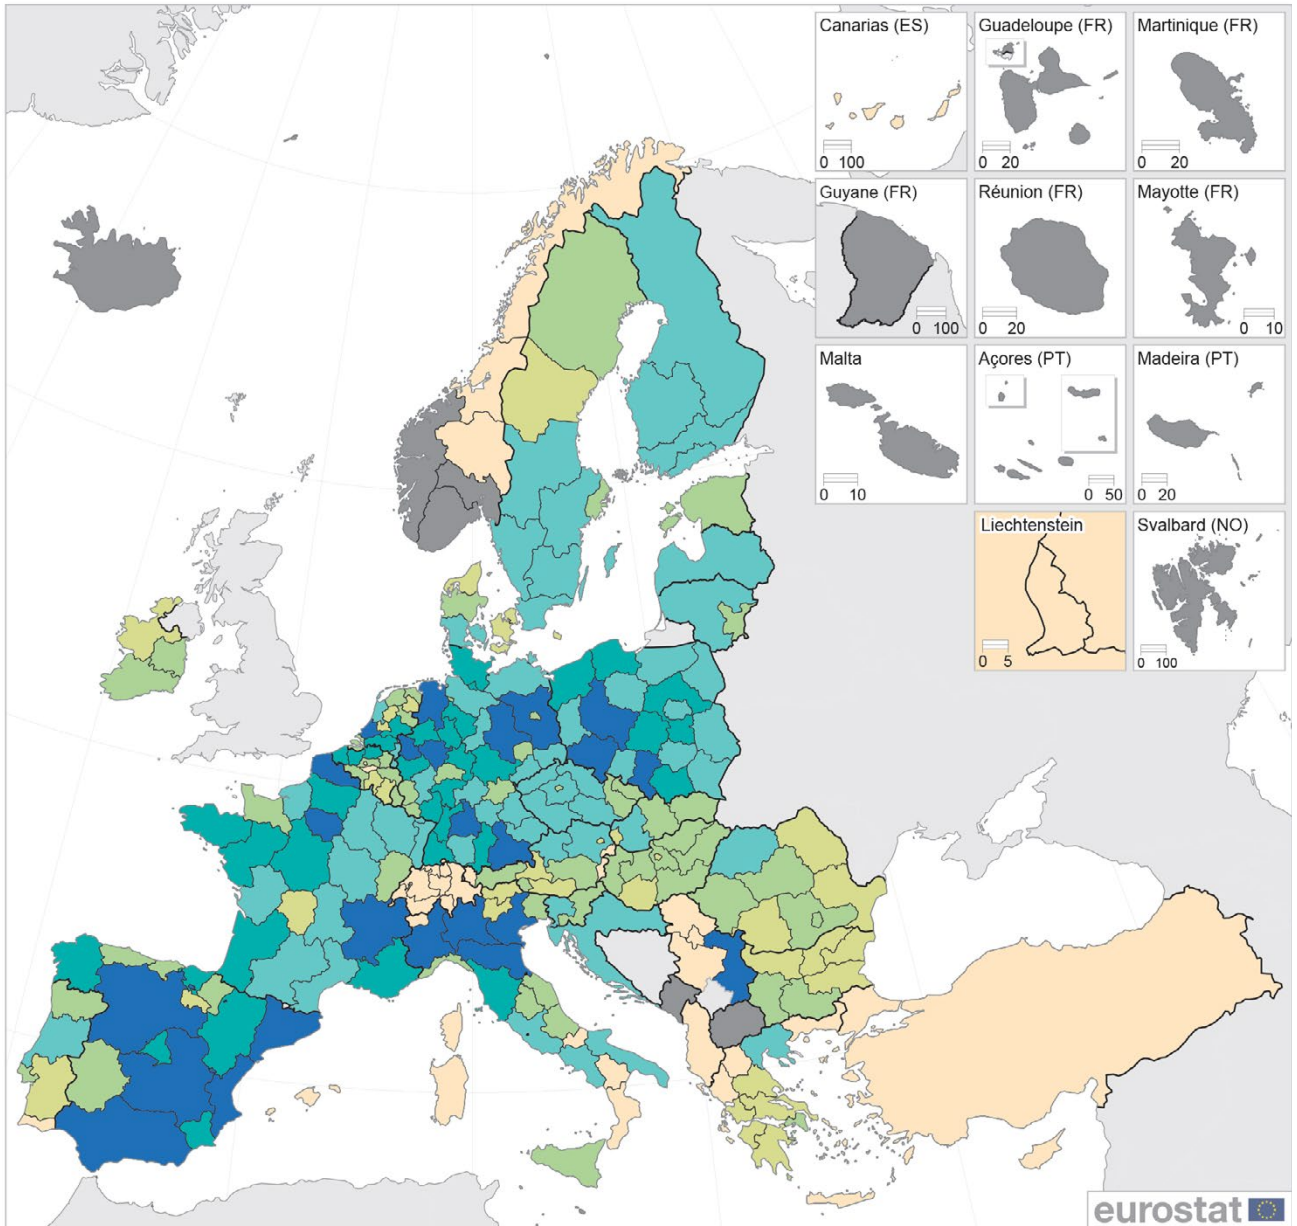 Canarias (ES)
0 100
Guadeloupe (FR)
0 20
Martinique (FR)
0 20
Guyane (FR)
0 100
Réunion (FR)
0 20
Mayotte (FR)
0 10
Malta
0 10
Açores (PT)
0 50
Madeira (PT)
0 20
Liechtenstein
0 5
Svalbard (NO)
0 100
eurostat